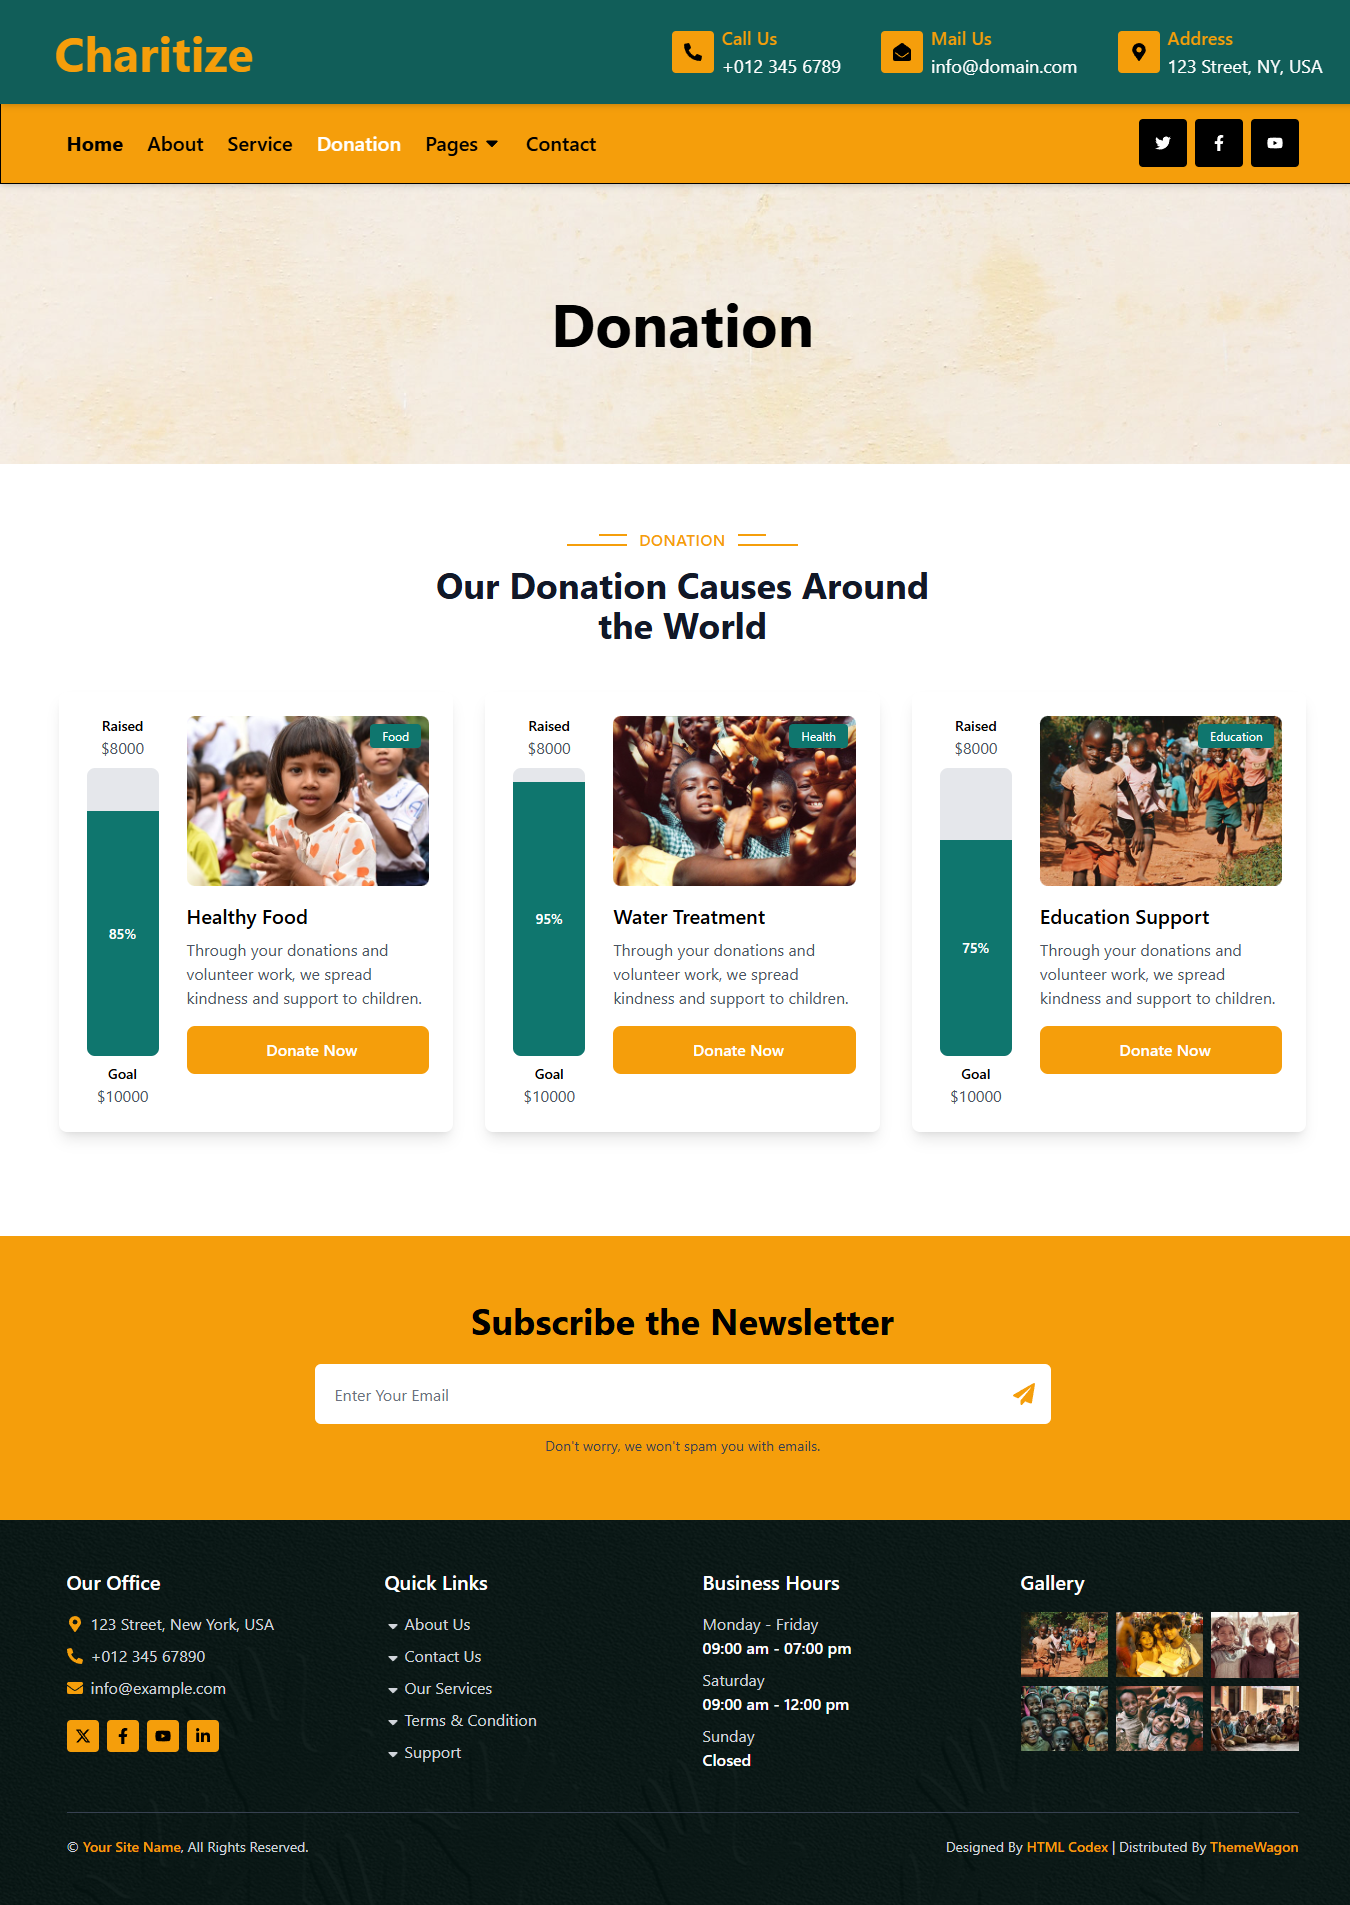 Charitize
Call Us
+012 345 6789
Mail Us
info@domain.com
Address
123 Street, NY, USA
Home About Service Donation Pages Contact
Donation
DONATION
Our Donation Causes Around
the World
Raised
$8000
85%
Goal
$10000
Food
Healthy Food
Through your donations and
volunteer work, we spread
kindness and support to children.
Donate Now
Raised
$8000
95%
Goal
$10000
Health
Water Treatment
Through your donations and
volunteer work, we spread
kindness and support to children.
Donate Now
Raised
$8000
75%
Goal
$10000
Education
Education Support
Through your donations and
volunteer work, we spread
kindness and support to children.
Donate Now
Subscribe the Newsletter
Enter Your Email
Don't worry, we won't spam you with emails.
Our Office
123 Street, New York, USA
+012 345 67890
info@example.com
Quick Links
About Us
Contact Us
Our Services
Terms & Condition
Support
Business Hours
Monday - Friday
09:00 am - 07:00 pm
Saturday
09:00 am - 12:00 pm
Sunday
Closed
Gallery
© Your Site Name, All Rights Reserved.
Designed By HTML Codex | Distributed By ThemeWagon